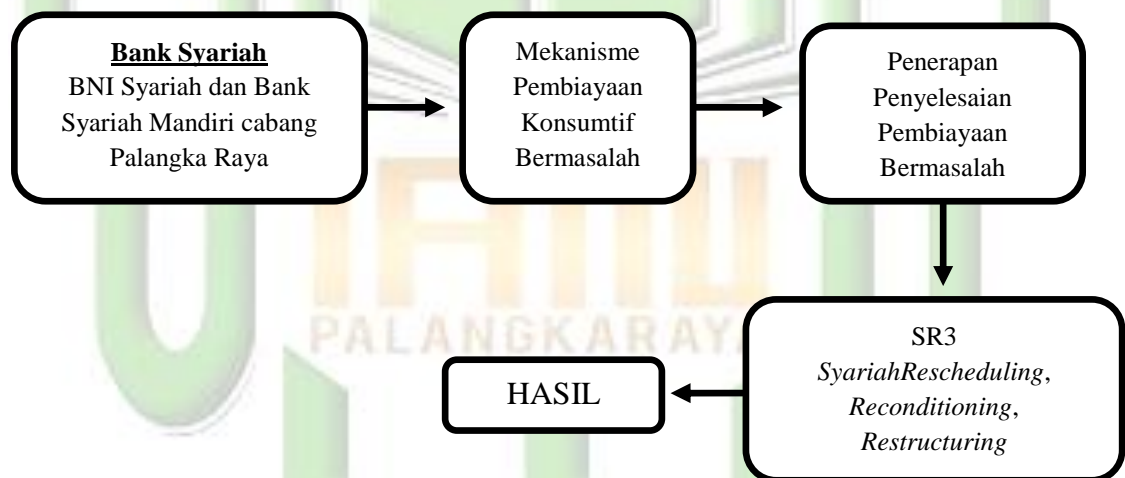 Bank Syariah
BNI Syariah dan Bank
Syariah Mandiri cabang
Palangka Raya
Mekanisme
Pembiayaan
Konsumtif
Bermasalah
Penerapan
Penyelesaian
Pembiayaan
Bermasalah
SR3
SyariahRescheduling,
Reconditioning,
Restructuring
HASIL
IAIN
PALANGKARAYA